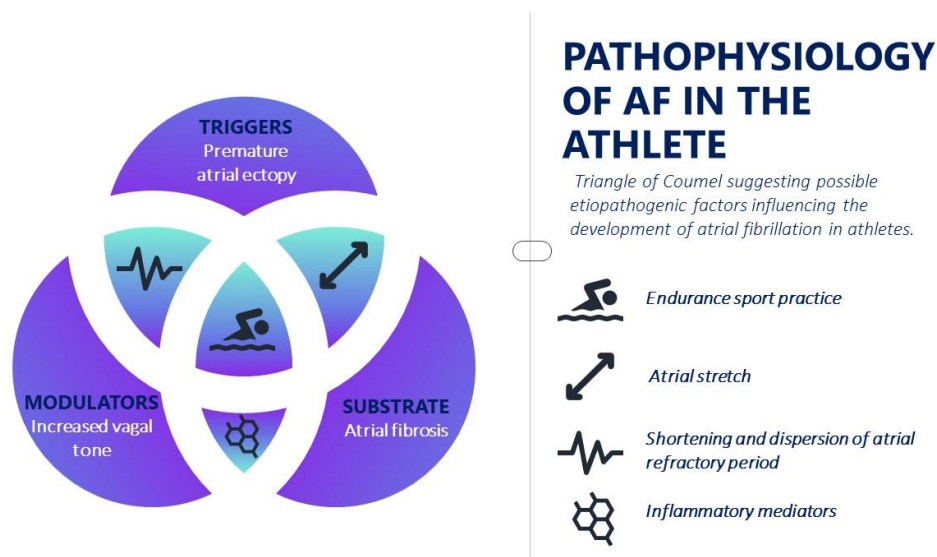 TRIGGERS
Premature
atrial ectopy
MODULATORS
Increased vagal
tone
SUBSTRATE
Atrial fibrosis
PATHOPHYSIOLOGY
OF AF IN THE
ATHLETE
Triangle of Coumel suggesting possible
etiopathogenic factors influencing the
development of atrial fibrillation in athletes.
Endurance sport practice
Atrial stretch
Shortening and dispersion of atrial
refractory period
Inflammatory mediators